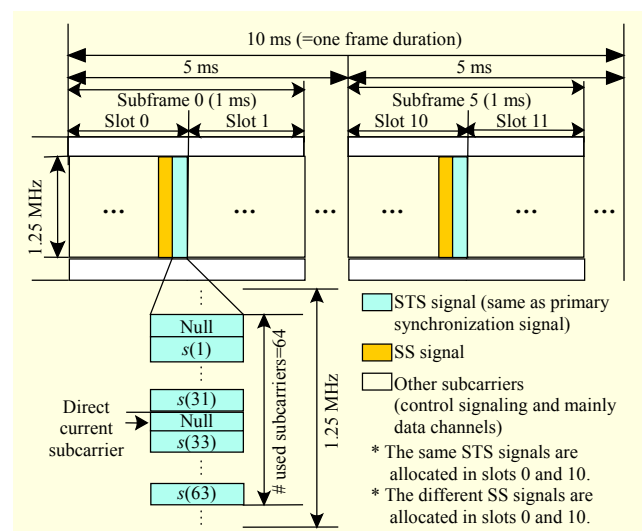 10 ms (=one frame duration)
5 ms 5 ms
Subframe 0 (1 ms) Subframe 5 (1 ms)
Slot 0 Slot 1 Slot 10 Slot 11
1.25 MHz
... ... ... ... ... ...
⋮
Null
s(1)
⋮
s(31)
Null
s(33)
⋮
s(63)
⋮
Direct
current
subcarrier
# used subcarriers=64
1.25 MHz
STS signal (same as primary
synchronization signal)
SS signal
Other subcarriers
(control signaling and mainly
data channels)
* The same STS signals are
allocated in slots 0 and 10.
* The different SS signals are
allocated in slots 0 and 10.